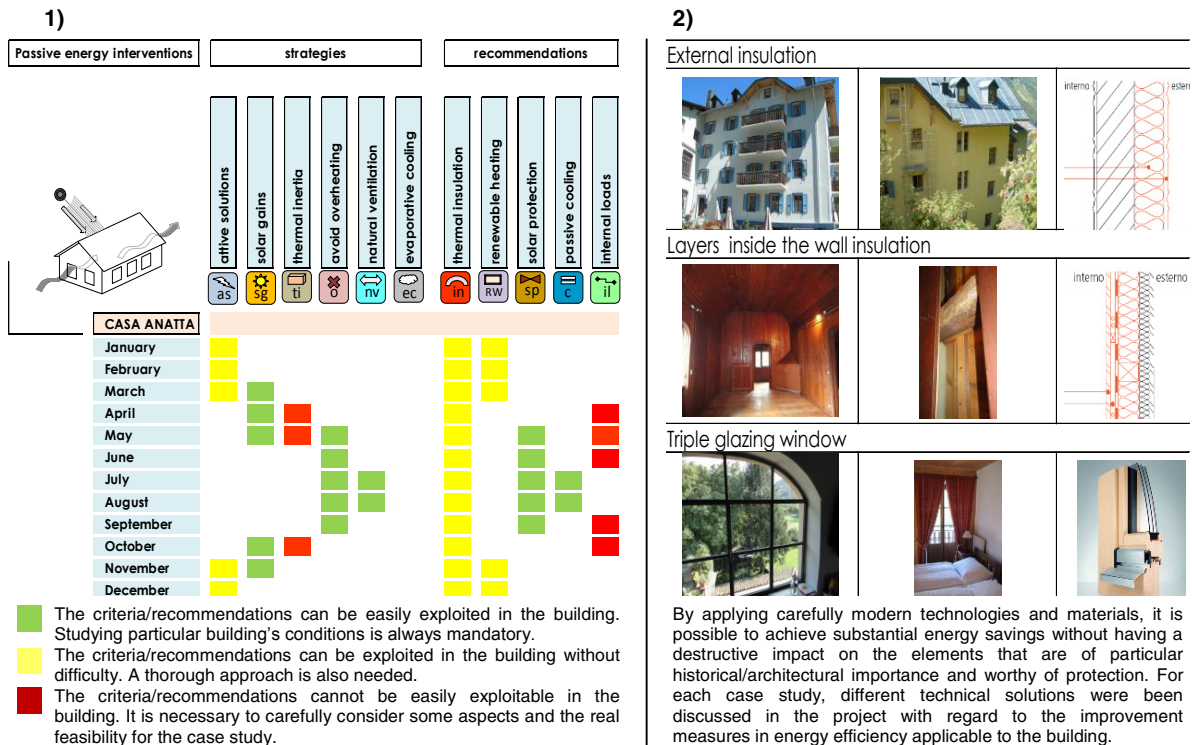 1)
Passive energy interventions
strategies
recommendations
attive solutions
solar gains
thermal inertia
avoid overheating
natural ventilation
evaporative cooling
thermal insulation
renewable heating
solar protection
passive cooling
internal loads
as
sg
ti
o
nv
ec
in
RW
sp
c
il
CASA ANATTA
January
February
March
April
May
June
July
August
September
October
November
December
The criteria/recommendations can be easily exploited in the building.
Studying particular building's conditions is always mandatory.
The criteria/recommendations can be exploited in the building without
difficulty. A thorough approach is also needed.
The criteria/recommendations cannot be easily exploitable in the
building. It is necessary to carefully consider some aspects and the real
feasibility for the case study.
2)
External insulation
interno
estern
Layers inside the wall insulation
interno
esterno
Triple glazing window
By applying carefully modern technologies and materials, it is
possible to achieve substantial energy savings without having a
destructive impact on the elements that are of particular
historical/architectural importance and worthy of protection. For
each case study, different technical solutions were been
discussed in the project with regard to the improvement
measures in energy efficiency applicable to the building.